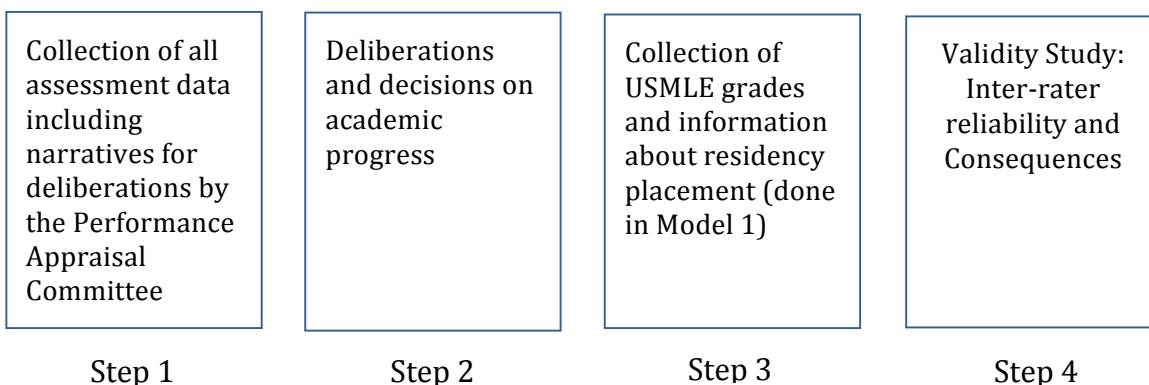 Collection of all
assessment data
including
narratives for
deliberations by
the Performance
Appraisal
Committee
Deliberations
and decisions on
academic
progress
Collection of
USMLE grades
and information
about residency
placement (done
in Model 1)
Validity Study:
Inter-rater
reliability and
Consequences
Step 1
Step 2
Step 3
Step 4